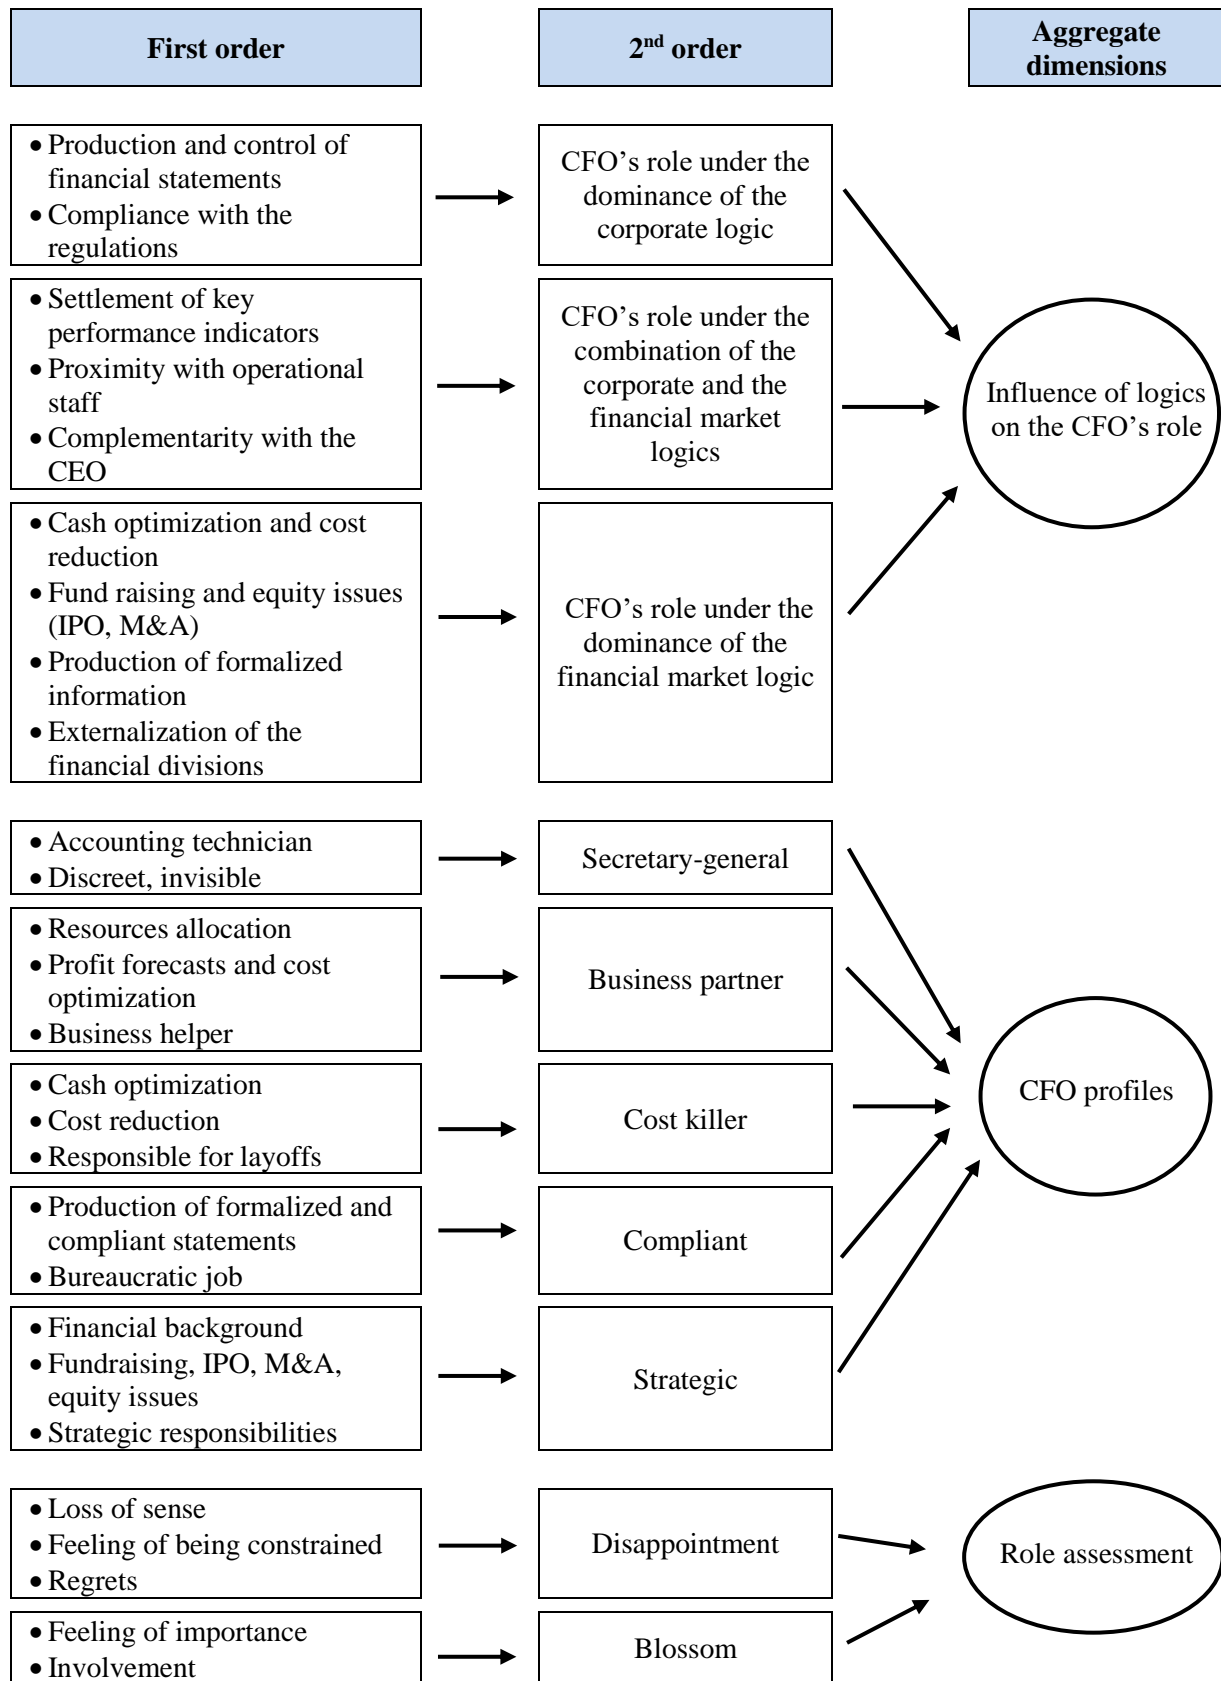 First order
2nd order
Aggregate
dimensions
• Production and control of
financial statements
• Compliance with the
regulations
CFO’s role under the
dominance of the
corporate logic
• Settlement of key
performance indicators
• Proximity with operational
staff
• Complementarity with the
CEO
CFO’s role under the
combination of the
corporate and the
financial market
logics
Influence of logics
on the CFO’s role
• Cash optimization and cost
reduction
• Fund raising and equity issues
(IPO, M&A)
• Production of formalized
information
• Externalization of the
financial divisions
CFO’s role under the
dominance of the
financial market logic
• Accounting technician
• Discreet, invisible
Secretary-general
• Resources allocation
• Profit forecasts and cost
optimization
• Business helper
Business partner
• Cash optimization
• Cost reduction
• Responsible for layoffs
Cost killer
CFO profiles
• Production of formalized and
compliant statements
• Bureaucratic job
Compliant
• Financial background
• Fundraising, IPO, M&A,
equity issues
• Strategic responsibilities
Strategic
• Loss of sense
• Feeling of being constrained
• Regrets
Disappointment
Role assessment
• Feeling of importance
• Involvement
Blossom